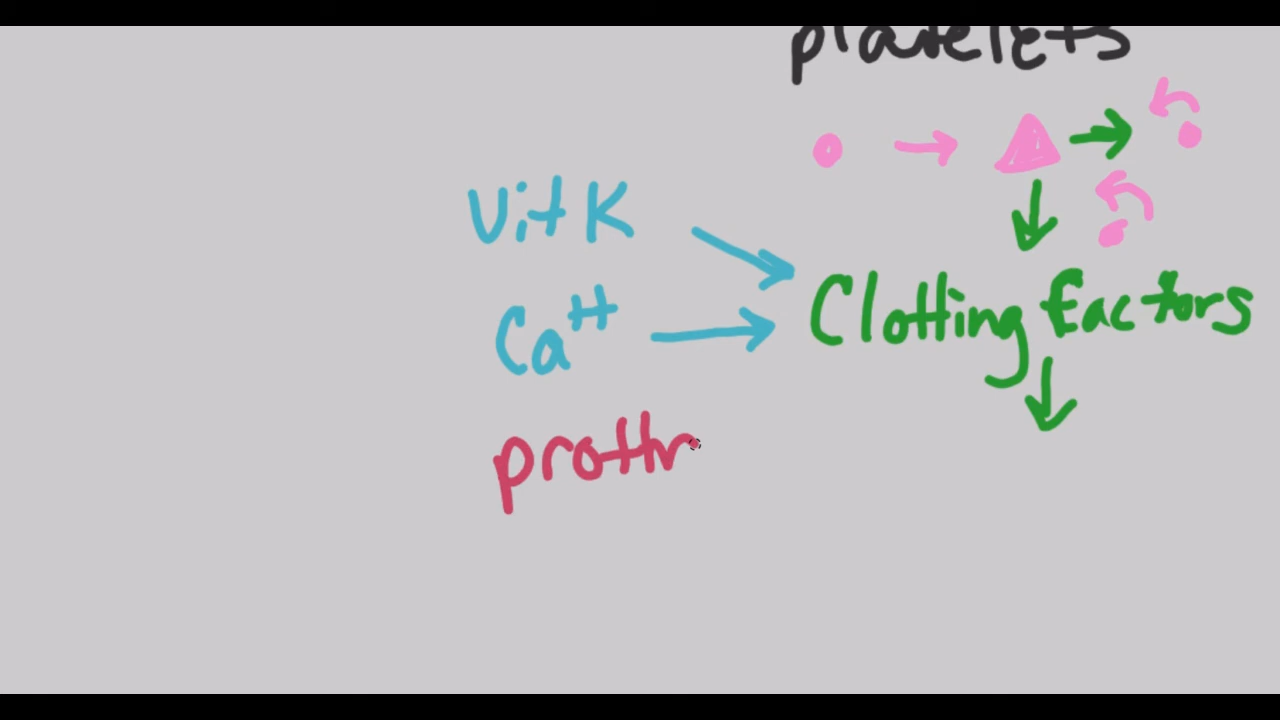 platelets
Vit K
Ca++
Clotting factors
prothr